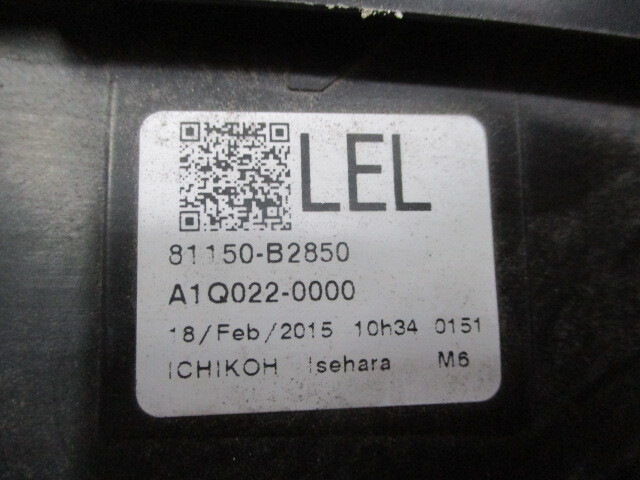 LEL
81150-B2850
A1Q022-0000
18/Feb/2015 10h34 0151
ICHIKOH Isehara M6